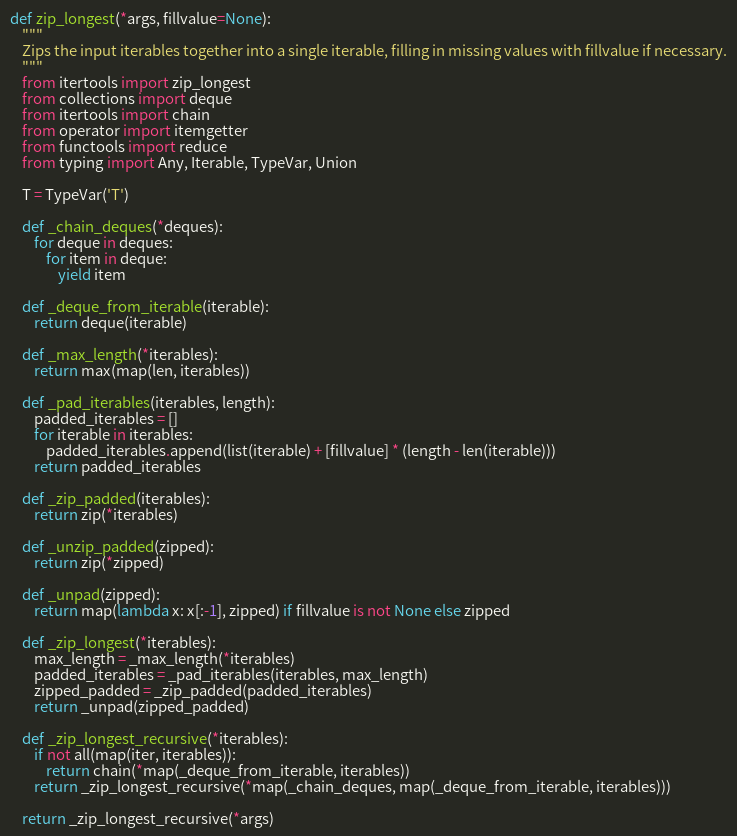 def zip_longest(*args, fillvalue=None):
    """
    Zips the input iterables together into a single iterable, filling in missing values with fillvalue if necessary.
    """
    from itertools import zip_longest
    from collections import deque
    from itertools import chain
    from operator import itemgetter
    from functools import reduce
    from typing import Any, Iterable, TypeVar, Union

    T = TypeVar('T')

    def _chain_deques(*deques):
        for deque in deques:
            for item in deque:
                yield item

    def _deque_from_iterable(iterable):
        return deque(iterable)

    def _max_length(*iterables):
        return max(map(len, iterables))

    def _pad_iterables(iterables, length):
        padded_iterables = []
        for iterable in iterables:
            padded_iterables.append(list(iterable) + [fillvalue] * (length - len(iterable)))
        return padded_iterables

    def _zip_padded(iterables):
        return zip(*iterables)

    def _unzip_padded(zipped):
        return zip(*zipped)

    def _unpad(zipped):
        return map(lambda x: x[:-1], zipped) if fillvalue is not None else zipped

    def _zip_longest(*iterables):
        max_length = _max_length(*iterables)
        padded_iterables = _pad_iterables(iterables, max_length)
        zipped_padded = _zip_padded(padded_iterables)
        return _unpad(zipped_padded)

    def _zip_longest_recursive(*iterables):
        if not all(map(iter, iterables)):
            return chain(*map(_deque_from_iterable, iterables))
        return _zip_longest_recursive(*map(_chain_deques, map(_deque_from_iterable, iterables)))

    return _zip_longest_recursive(*args)